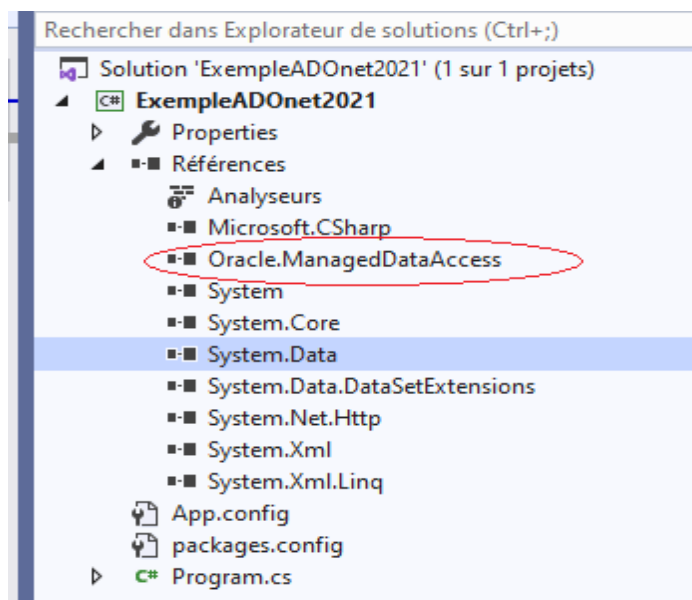 Rechercher dans Explorateur de solutions (Ctrl+;)
Solution 'ExempleADOnet2021' (1 sur 1 projets)
C# ExempleADOnet2021
Properties
Références
Analyseurs
Microsoft.CSharp
Oracle.ManagedDataAccess
System
System.Core
System.Data
System.Data.DataSetExtensions
System.Net.Http
System.Xml
System.Xml.Linq
App.config
packages.config
C# Program.cs